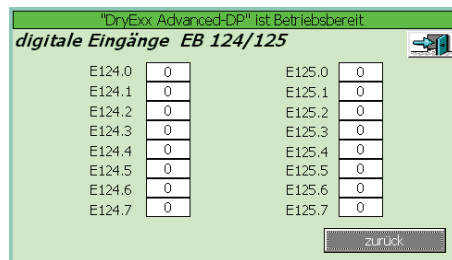 "DryExx Advanced-DP" ist Betriebsbereit
digitale Eingänge EB 124/125
E124.0 0 E125.0 0
E124.1 0 E125.1 0
E124.2 0 E125.2 0
E124.3 0 E125.3 0
E124.4 0 E125.4 0
E124.5 0 E125.5 0
E124.6 0 E125.6 0
E124.7 0 E125.7 0
zurück